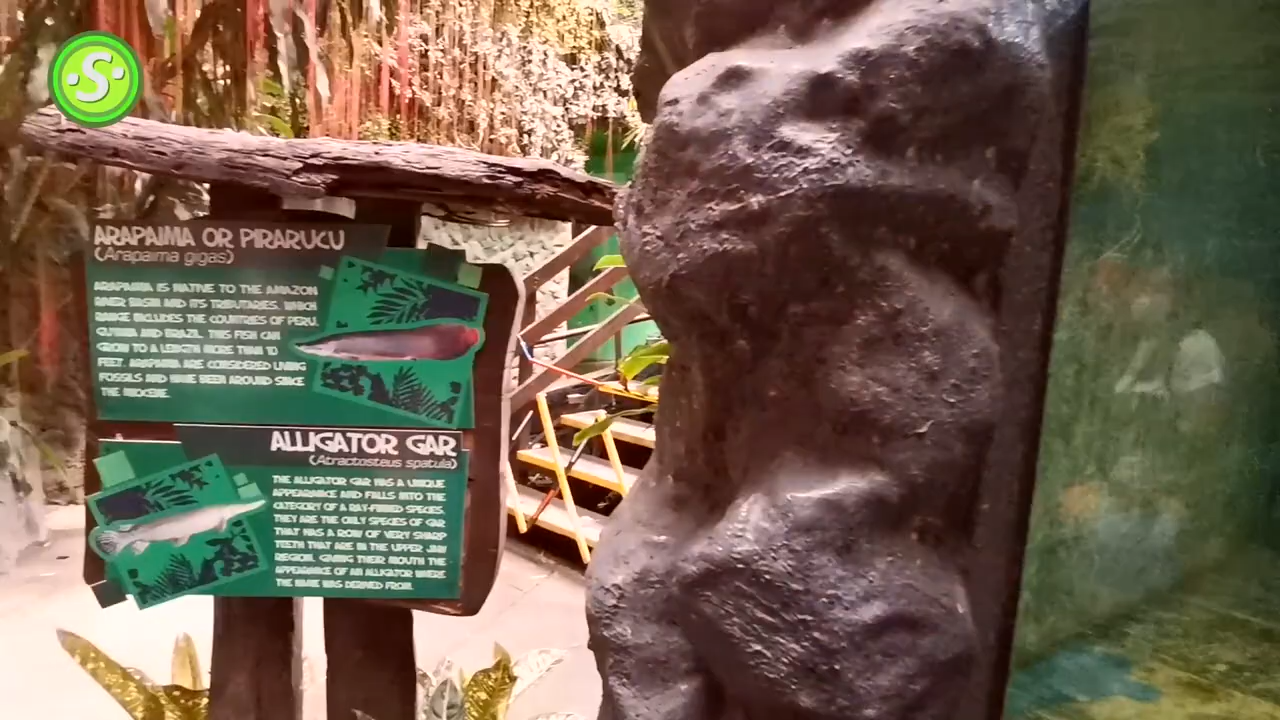 S
ARAPAIMA OR PIRARUCU
(Arapaima gigas)
ARAPAIMA IS NATIVE TO THE AMAZON
RIVER BASIN AND ITS TRIBUTARIES. WHICH
RANGE INCLUDES THE COUNTRIES OF PERU,
GUYANA AND BRAZIL. THIS FISH CAN
GROW TO A LENGTH MORE THAN 10
FEET. ARAPAIMA ARE CONSIDERED LIVING
FOSSILS AND HAVE BEEN AROUND SINCE
THE MIOCENE.
ALLIGATOR GAR
(Atractosteus spatula)
THE ALLIGATOR GAR HAS A UNIQUE
APPEARANCE AND FALLS INTO THE
CATEGORY OF A RAY-FINNED SPECIES.
THEY ARE THE ONLY SPECIES OF GAR
THAT HAS A ROW OF VERY SHARP
TEETH THAT ARE IN THE UPPER JAW
REGION, GIVING THEIR MOUTH THE
APPEARANCE OF AN ALLIGATOR WHERE
THE NAME WAS DERIVED FROM.